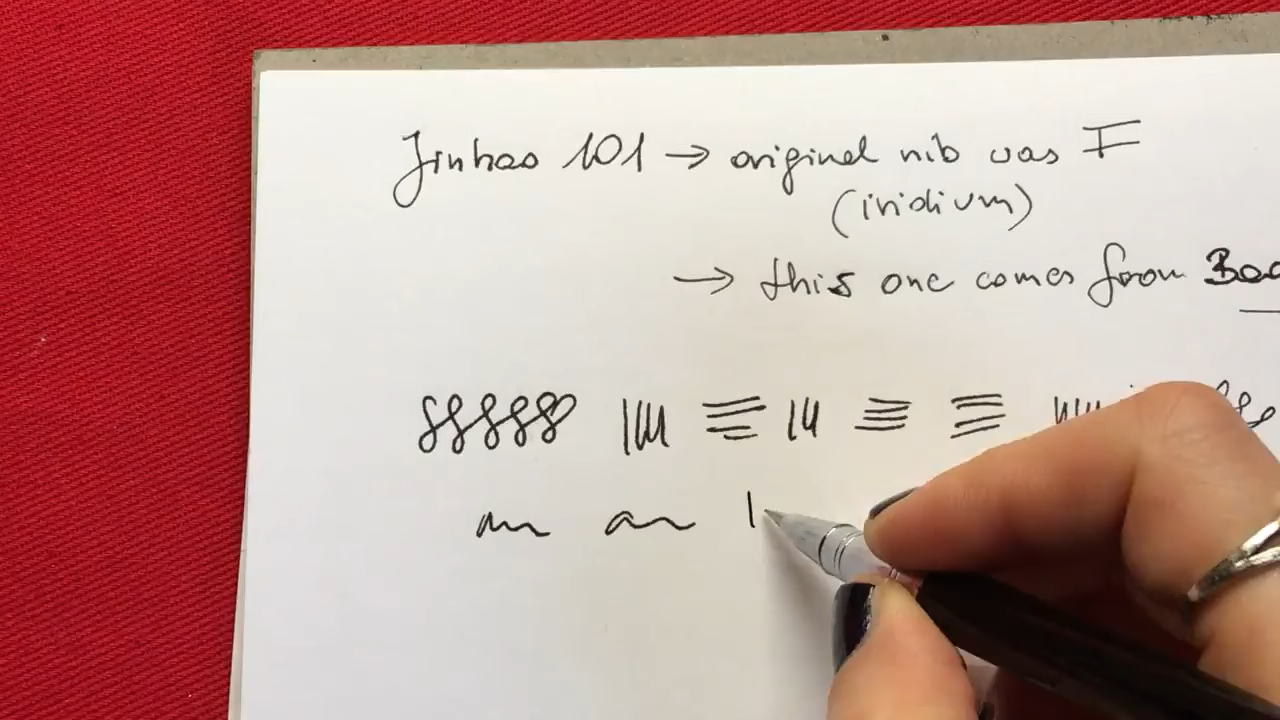 Jinhao 101 → original nib was F
(iridium)
→ this one comes from